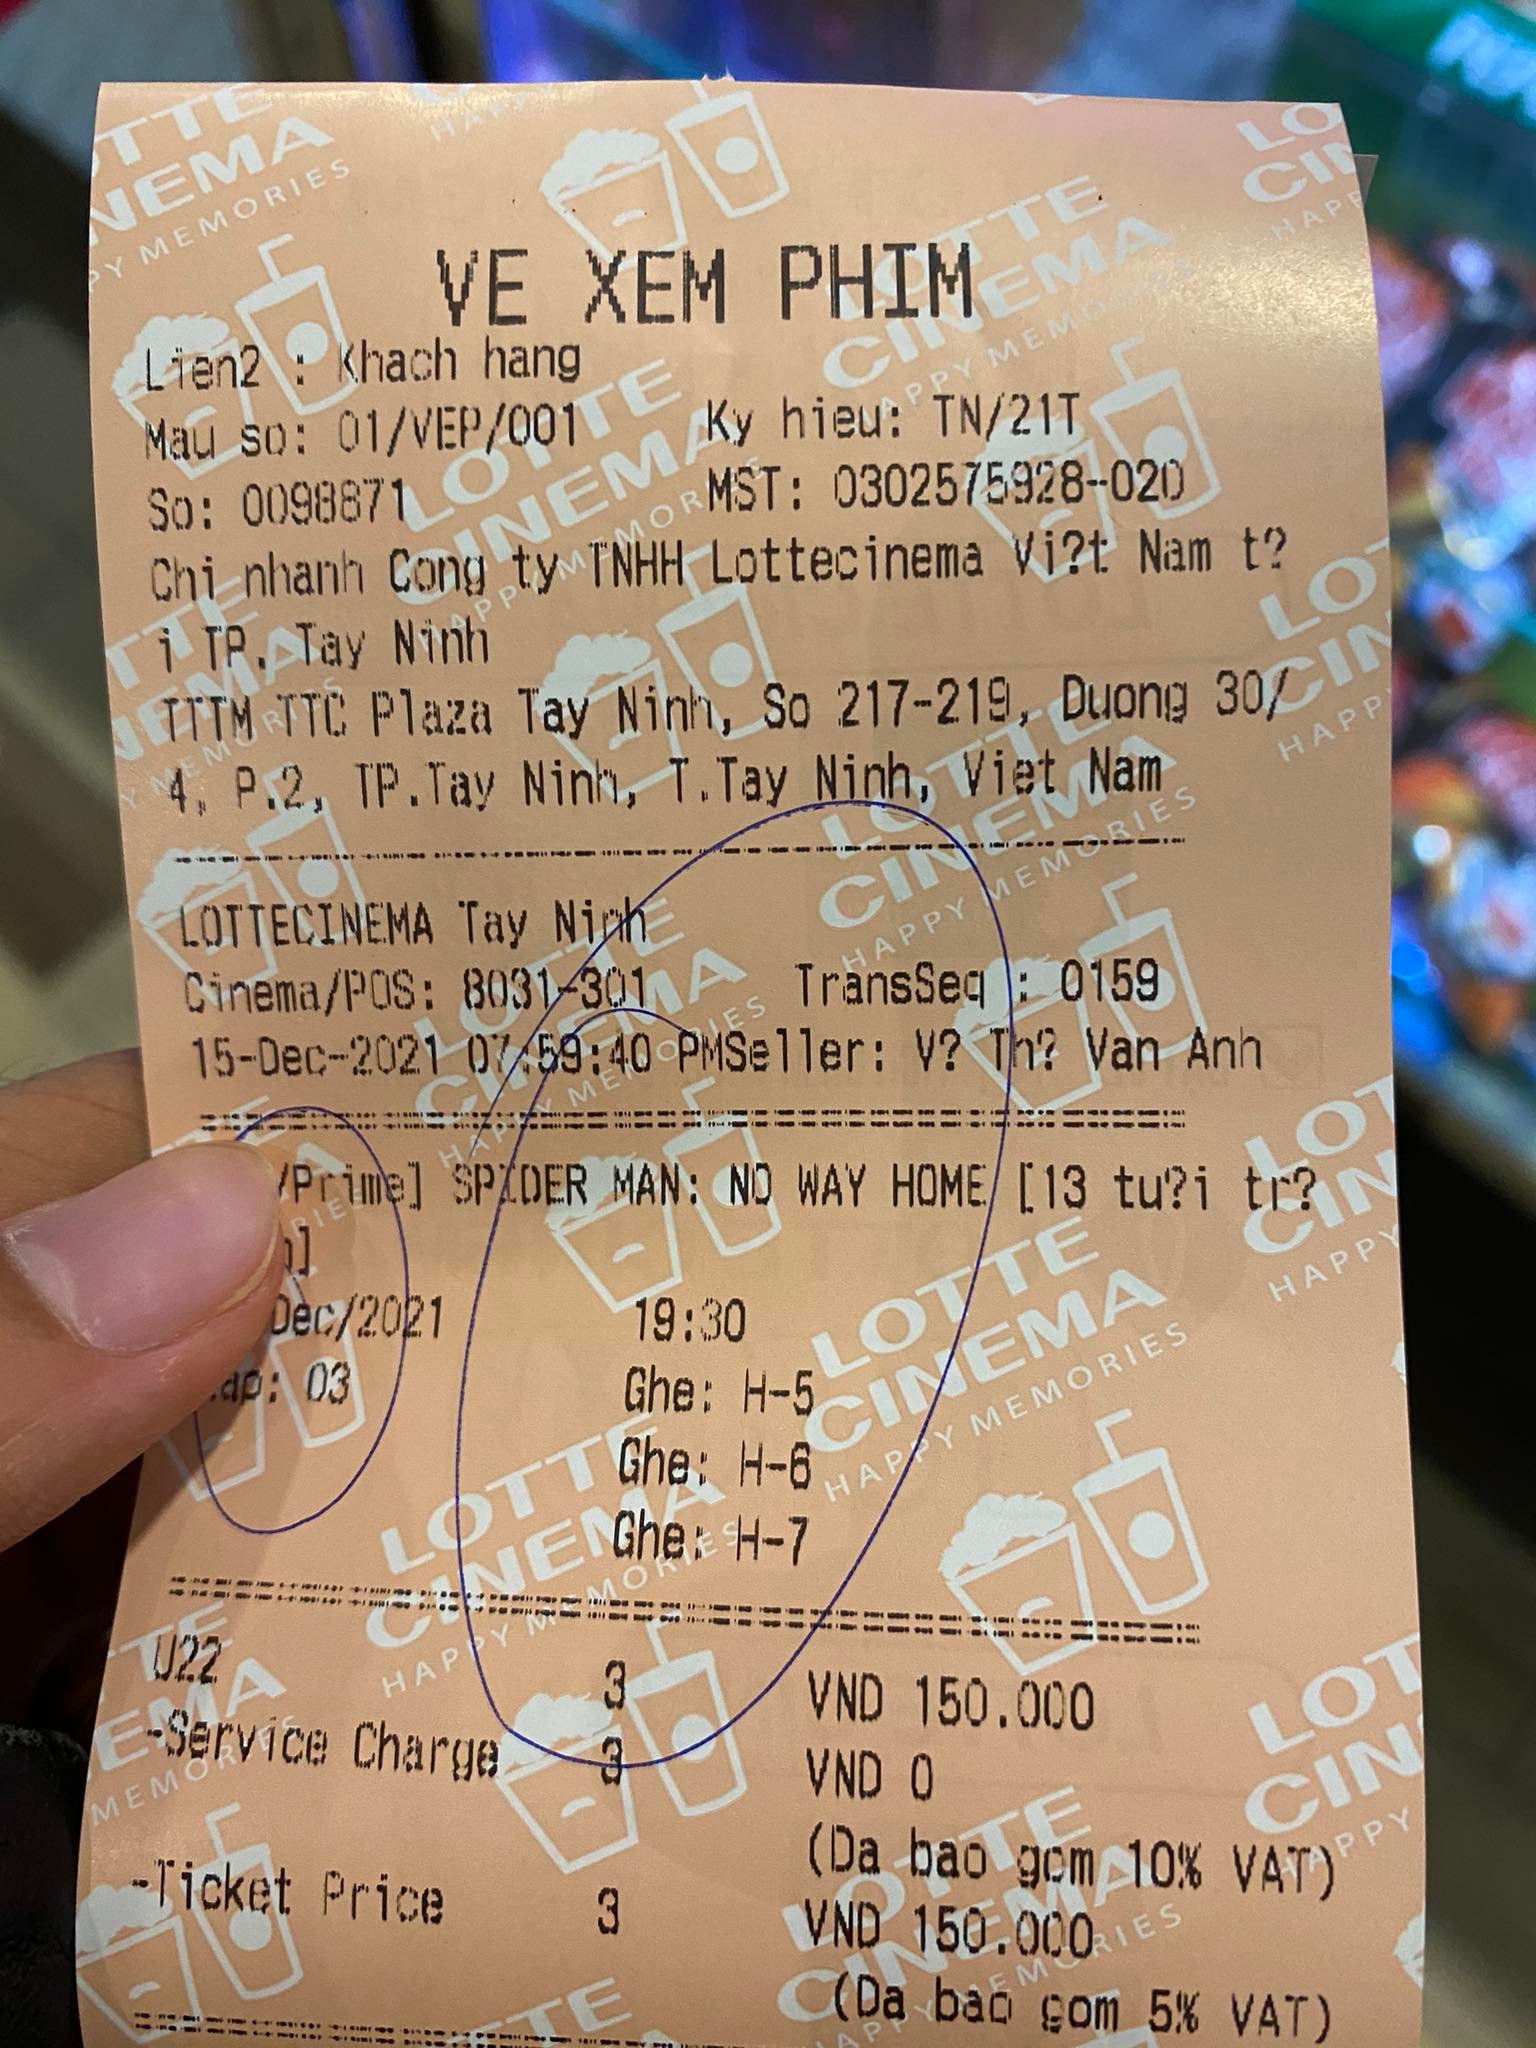 VE XEM PHIM
Lien2 : Khach hang
Mau so: 01/VEP/001 Ky hieu: TN/21T
So: 0098871 MST: 0302575928-020
Chi nhanh Cong ty TNHH Lottecinema Vi?t Nam t?
i TP. Tay Ninh
TTTM TTC Plaza Tay Ninh, So 217-219, Duong 30/
4, P.2, TP.Tay Ninh, T.Tay Ninh, Viet Nam
LOTTECINEMA Tay Ninh
Cinema/POS: 8031-301 TransSeq : 0159
15-Dec-2021 07:59:40 PMSeller: V? Th? Van Anh
/Prime] SPIDER MAN: NO WAY HOME [13 tu?i tr?
]
Dec/2021 19:30
03 Ghe: H-5
Ghe: H-6
Ghe: H-7
U22 3 VND 150.000
-Service Charge 3 VND 0
(Da bao gom 10% VAT)
-Ticket Price 3 VND 150.000
(Da bao gom 5% VAT)
LOTTE
CINEMA
HAPPY MEMORIES